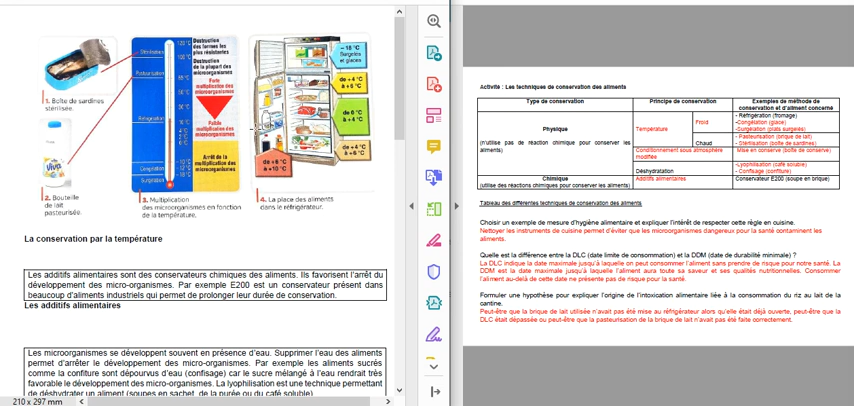 120 °C
Destruction
des formes les
plus résistantes
Stérilisation
100 °C
Destruction
de la plupart des
microorganismes
Pasteurisation
Forte
multiplication des
microorganismes
Réfrigération
Faible
multiplication des
microorganismes
4°C
2°C
0°C
Arrêt de la
multiplication des
microorganismes
Congélation
Surgélation
Viva
1. Boîte de sardines
stérilisée.
2. Bouteille
de lait
pasteurisée.
3. Multiplication
des microorganismes en fonction
de la température.
– 18 °C
Surgelés
et glaces
de +4 °C
à +6 °C
de +8 °C
à +10 °C
4. La place des aliments
dans le réfrigérateur.
La conservation par la température
Les additifs alimentaires sont des conservateurs chimiques des aliments. Ils favorisent l'arrêt du
développement des micro-organismes. Par exemple E200 est un conservateur présent dans
beaucoup d'aliments industriels qui permet de prolonger leur durée de conservation.
Les additifs alimentaires
Les microorganismes se développent souvent en présence d'eau. Supprimer l'eau des aliments
permet d'arrêter le développement des micro-organismes. Par exemple les aliments sucrés
comme la confiture sont dépourvus d'eau (confisage) car le sucre mélangé à l'eau rendrait très
favorable le développement des micro-organismes. La lyophilisation est une technique permettant
de déshydrater un aliment (soupes en sachet, de la purée ou du café soluble)
210 x 297 mm
Activité : Les techniques de conservation des aliments
Type de conservation Principe de conservation Exemples de méthode de
conservation et d'aliment concerné
Physique
(n'utilise pas de réaction chimique pour conserver les
aliments)
Température
Froid
- Réfrigération (fromage)
-Congélation (glace)
-Surgélation (plats surgelés)
Chaud
- Pasteurisation (brique de lait)
- Stérilisation (boîte de sardines)
Conditionnement sous atmosphère
modifiée
Mise en conserve (boîte de conserve)
Déshydratation
-Lyophilisation (café soluble)
- Confisage (confiture)
Chimique
(utilise des réactions chimiques pour conserver les aliments)
Additifs alimentaires
Conservateur E200 (soupe en brique)
Tableau des différentes techniques de conservation des aliments
Choisir un exemple de mesure d'hygiène alimentaire et expliquer l'intérêt de respecter cette règle en cuisine.
Nettoyer les instruments de cuisine permet d'éviter que les microorganismes dangereux pour la santé contaminent les
aliments.
Quelle est la différence entre la DLC (date limite de consommation) et la DDM (date de durabilité minimale) ?
La DLC indique la date maximale jusqu'à laquelle on peut consommer l'aliment sans prendre de risque pour notre santé. La
DDM est la date maximale jusqu'à laquelle l'aliment aura toute sa saveur et ses qualités nutritionnelles. Consommer
l'aliment au-delà de cette date ne présente pas de risque pour la santé.
Formuler une hypothèse pour expliquer l'origine de l'intoxication alimentaire liée à la consommation du riz au lait de la
cantine.
Peut-être que la brique de lait utilisée n'avait pas été mise au réfrigérateur alors qu'elle était déjà ouverte, peut-être que la
DLC était dépassée ou peut-être que la pasteurisation de la brique de lait n'avait pas été faite correctement.